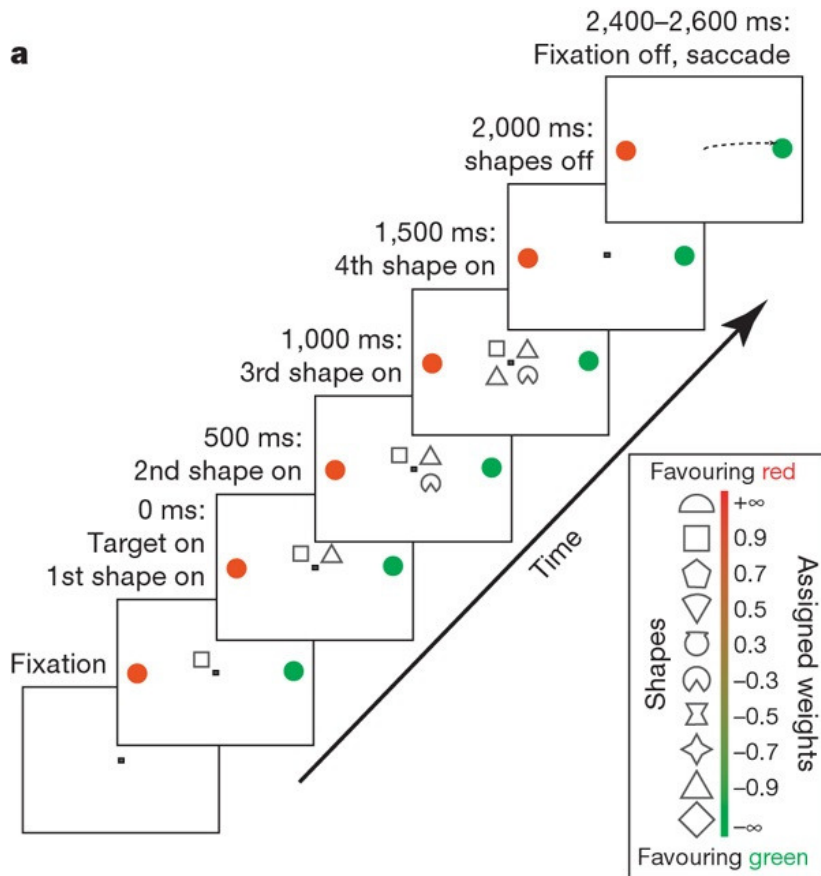 a
2,400–2,600 ms:
Fixation off, saccade
2,000 ms:
shapes off
1,500 ms:
4th shape on
1,000 ms:
3rd shape on
500 ms:
2nd shape on
0 ms:
Target on
1st shape on
Fixation
Time
Favouring red
+∞
0.9
0.7
0.5
0.3
–0.3
–0.5
–0.7
–0.9
–∞
Shapes
Assigned weights
Favouring green